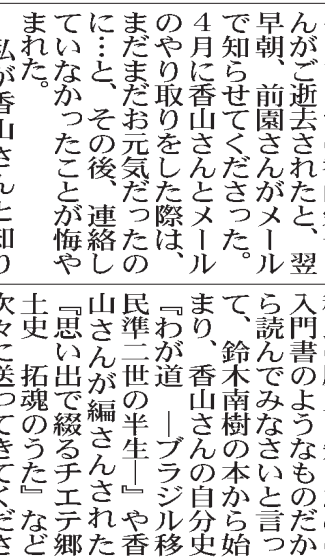 んがご逝去されたと、翌
早朝、前園さんがメール
で知らせてくださった。
４月に香山さんとメール
のやり取りをした際は、
まだまだお元気だったの
に…と、その後、連絡し
ていなかったことが悔や
まれた。
私が香山さんと知り
入門書のようなものだか
ら読んでみなさいと言っ
て、鈴木南樹の本から始
まり、香山さんの自分史
『わが道　―ブラジル移
民準二世の半生―』や香
山さんが編さんされた
『思い出で綴るチエテ郷
土史　拓魂のうた』など
次々に送ってきてくださ